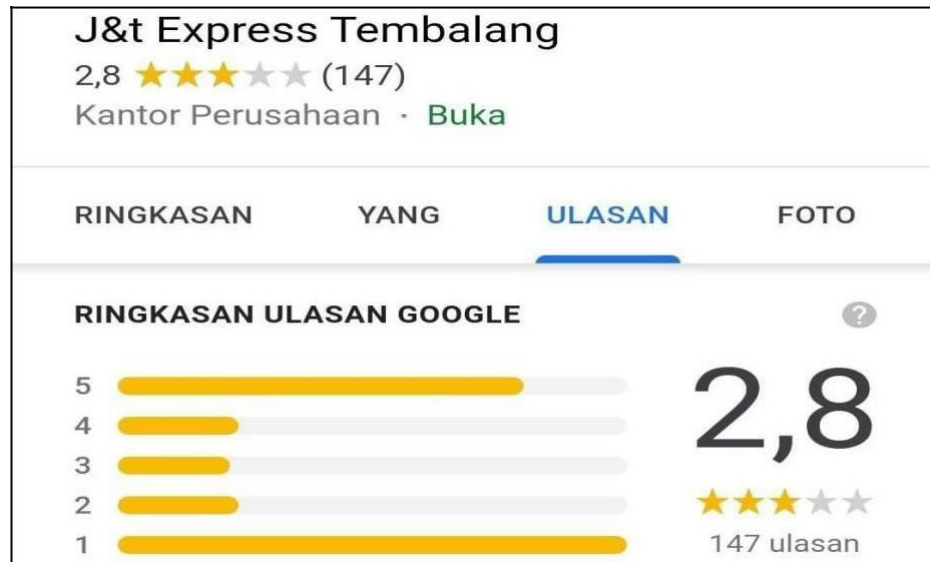 J&t Express Tembalang
2,8 (147)
Kantor Perusahaan · Buka
RINGKASAN YANG ULASAN FOTO
RINGKASAN ULASAN GOOGLE ?
5
4
3
2
1
2,8
147 ulasan